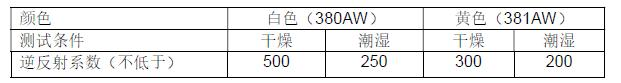 颜色 白色（380AW） 黄色（381AW）
测试条件 干燥 潮湿 干燥 潮湿
逆反射系数（不低于） 500 250 300 200